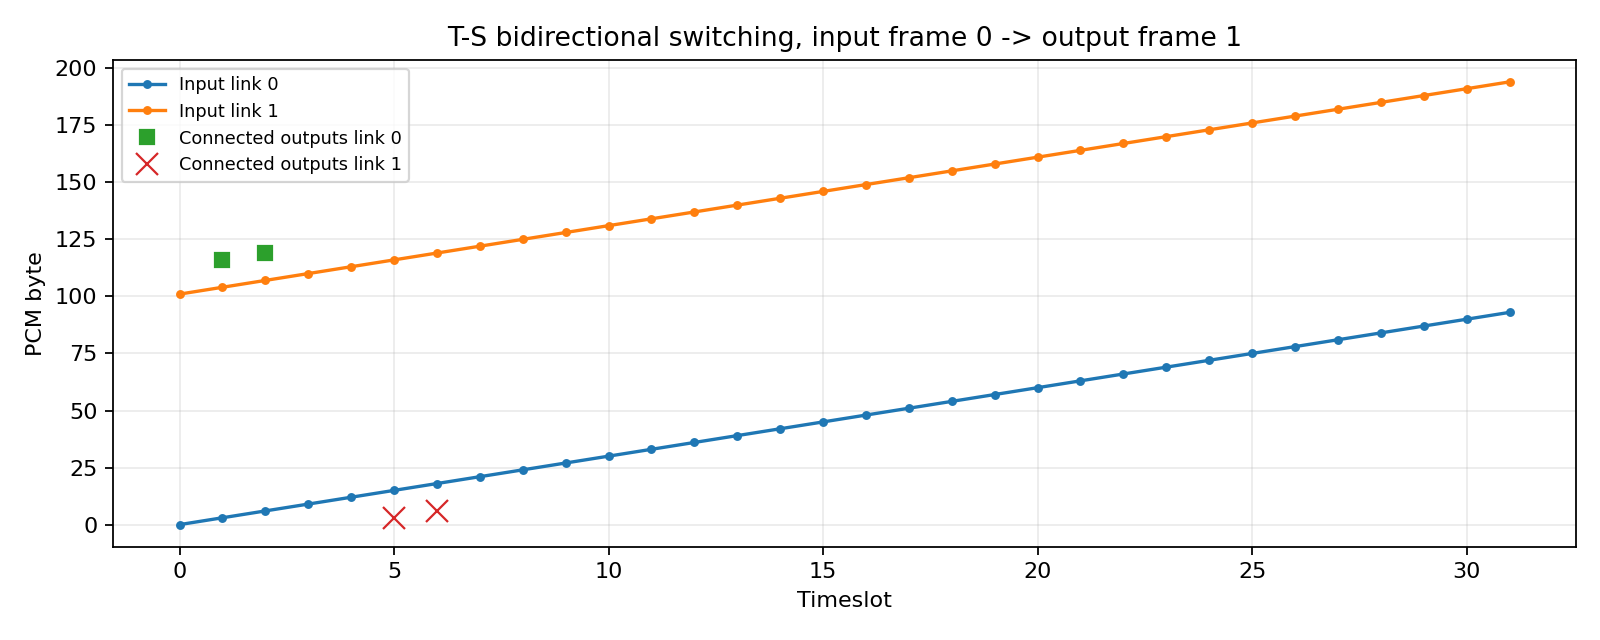 T-S bidirectional switching, input frame 0 -> output frame 1
Input link 0
Input link 1
Connected outputs link 0
Connected outputs link 1
PCM byte
200
175
150
125
100
75
50
25
0
0 5 10 15 20 25 30
Timeslot